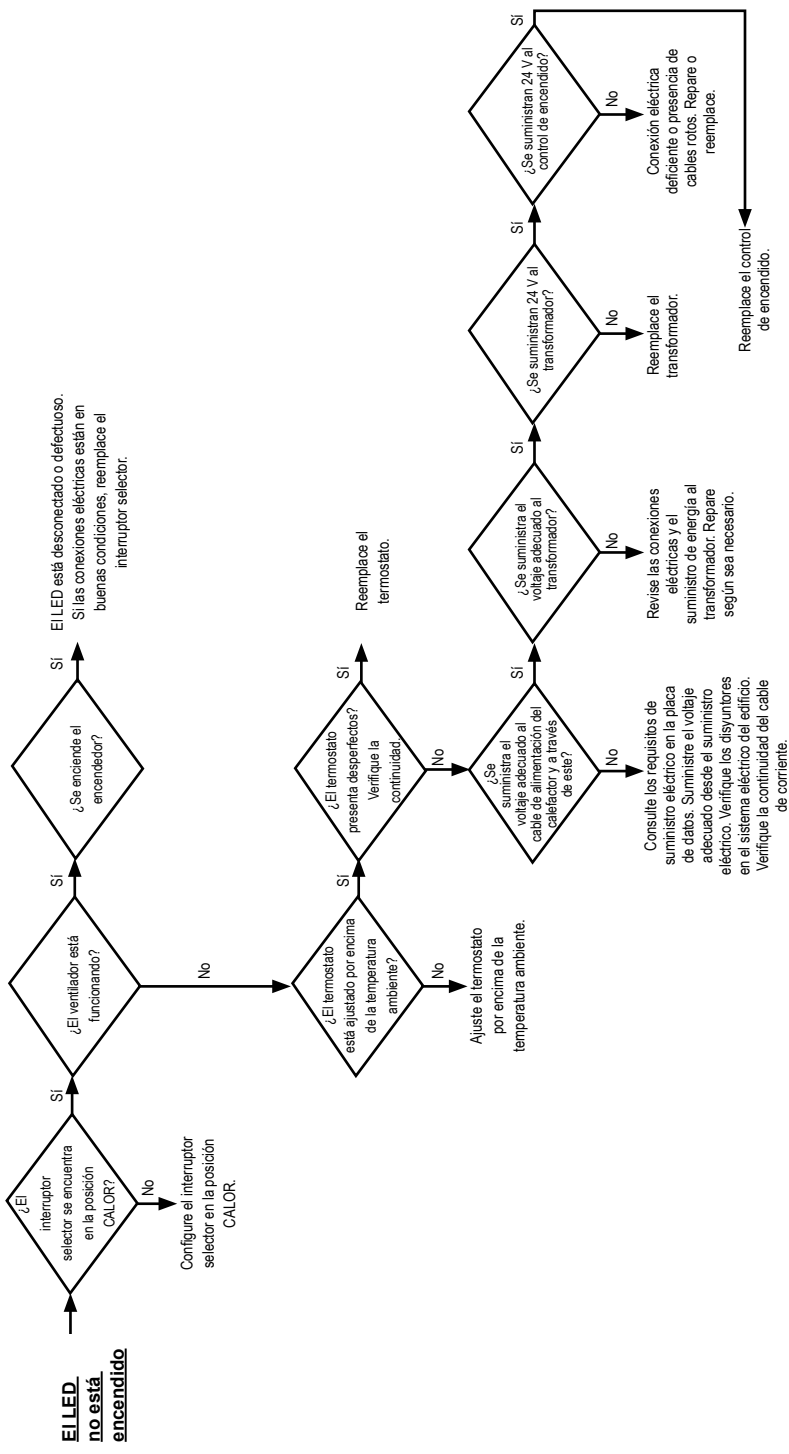 El LED
no está
encendido
¿El
interruptor
selector se encuentra
en la posición
CALOR?
No
Configure el interruptor
selector en la posición
CALOR.
Sí
¿El ventilador está
funcionando?
Sí
¿Se enciende el
encendedor?
Sí
El LED está desconectado o defectuoso.
Si las conexiones eléctricas están en
buenas condiciones, reemplace el
interruptor selector.
No
¿El termostato
está ajustado por encima
de la temperatura
ambiente?
No
Ajuste el termostato
por encima de la
temperatura ambiente.
Sí
¿El termostato
presenta desperfectos?
Verifique la
continuidad.
Sí
Reemplace el
termostato.
No
¿Se
suministra el
voltaje adecuado al
cable de alimentación del
calefactor y a través
de este?
No
Consulte los requisitos de
suministro eléctrico en la placa
de datos. Suministre el voltaje
adecuado desde el suministro
eléctrico. Verifique los disyuntores
en el sistema eléctrico del edificio.
Verifique la continuidad del cable
de corriente.
Sí
¿Se suministra el
voltaje adecuado al
transformador?
No
Revise las conexiones
eléctricas y el
suministro de energía al
transformador. Repare
según sea necesario.
Sí
¿Se suministran 24 V al
transformador?
No
Reemplace el
transformador.
Sí
¿Se suministran 24 V al
control de encendido?
No
Conexión eléctrica
deficiente o presencia de
cables rotos. Repare o
reemplace.
Sí
Reemplace el control
de encendido.